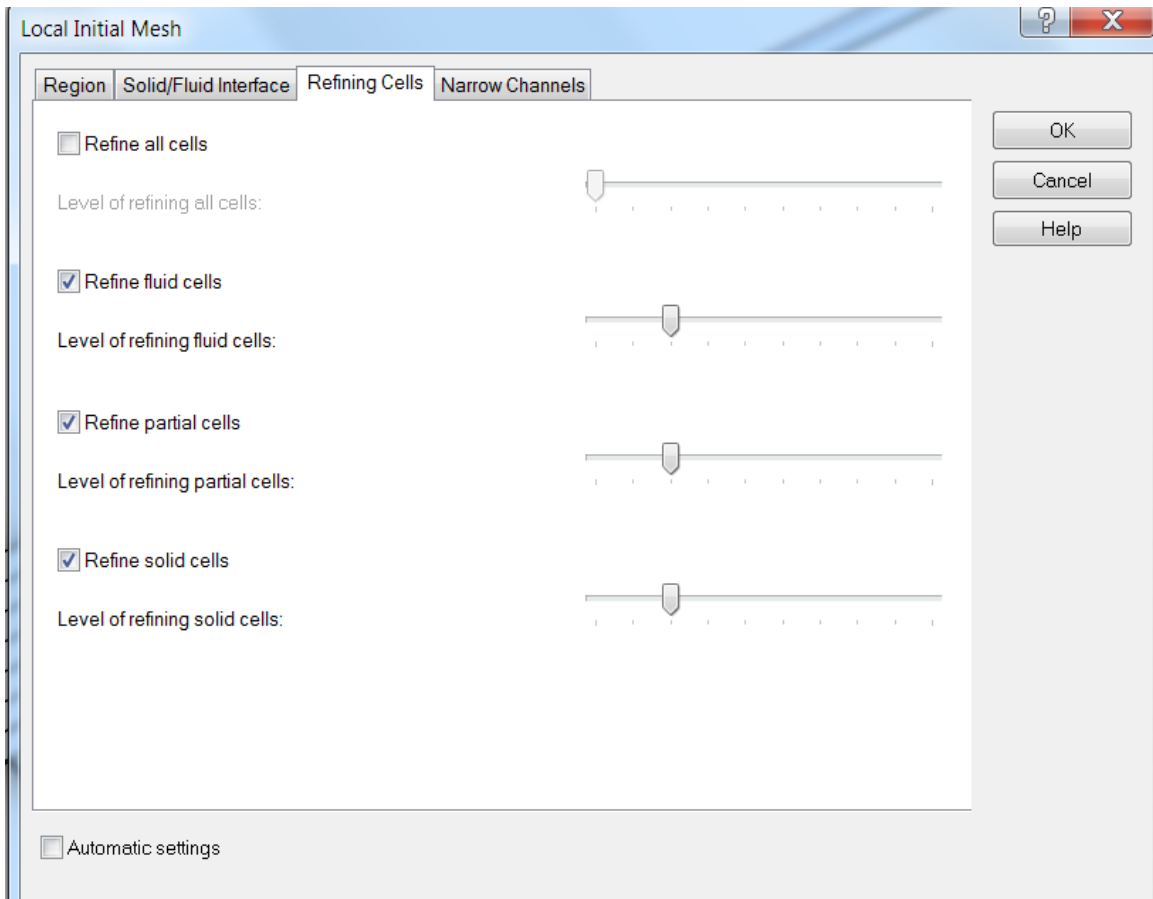 Local Initial Mesh
Region Solid/Fluid Interface Refining Cells Narrow Channels
Refine all cells
Level of refining all cells:
Refine fluid cells
Level of refining fluid cells:
Refine partial cells
Level of refining partial cells:
Refine solid cells
Level of refining solid cells:
Automatic settings
OK
Cancel
Help